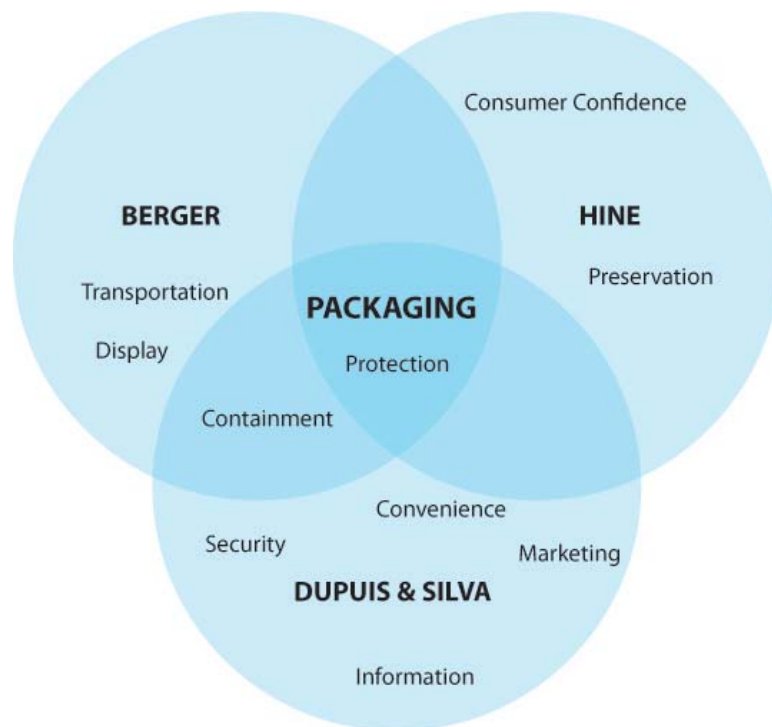 Consumer Confidence
BERGER
HINE
Transportation
Preservation
PACKAGING
Display
Protection
Containment
Convenience
Security
Marketing
DUPUIS & SILVA
Information